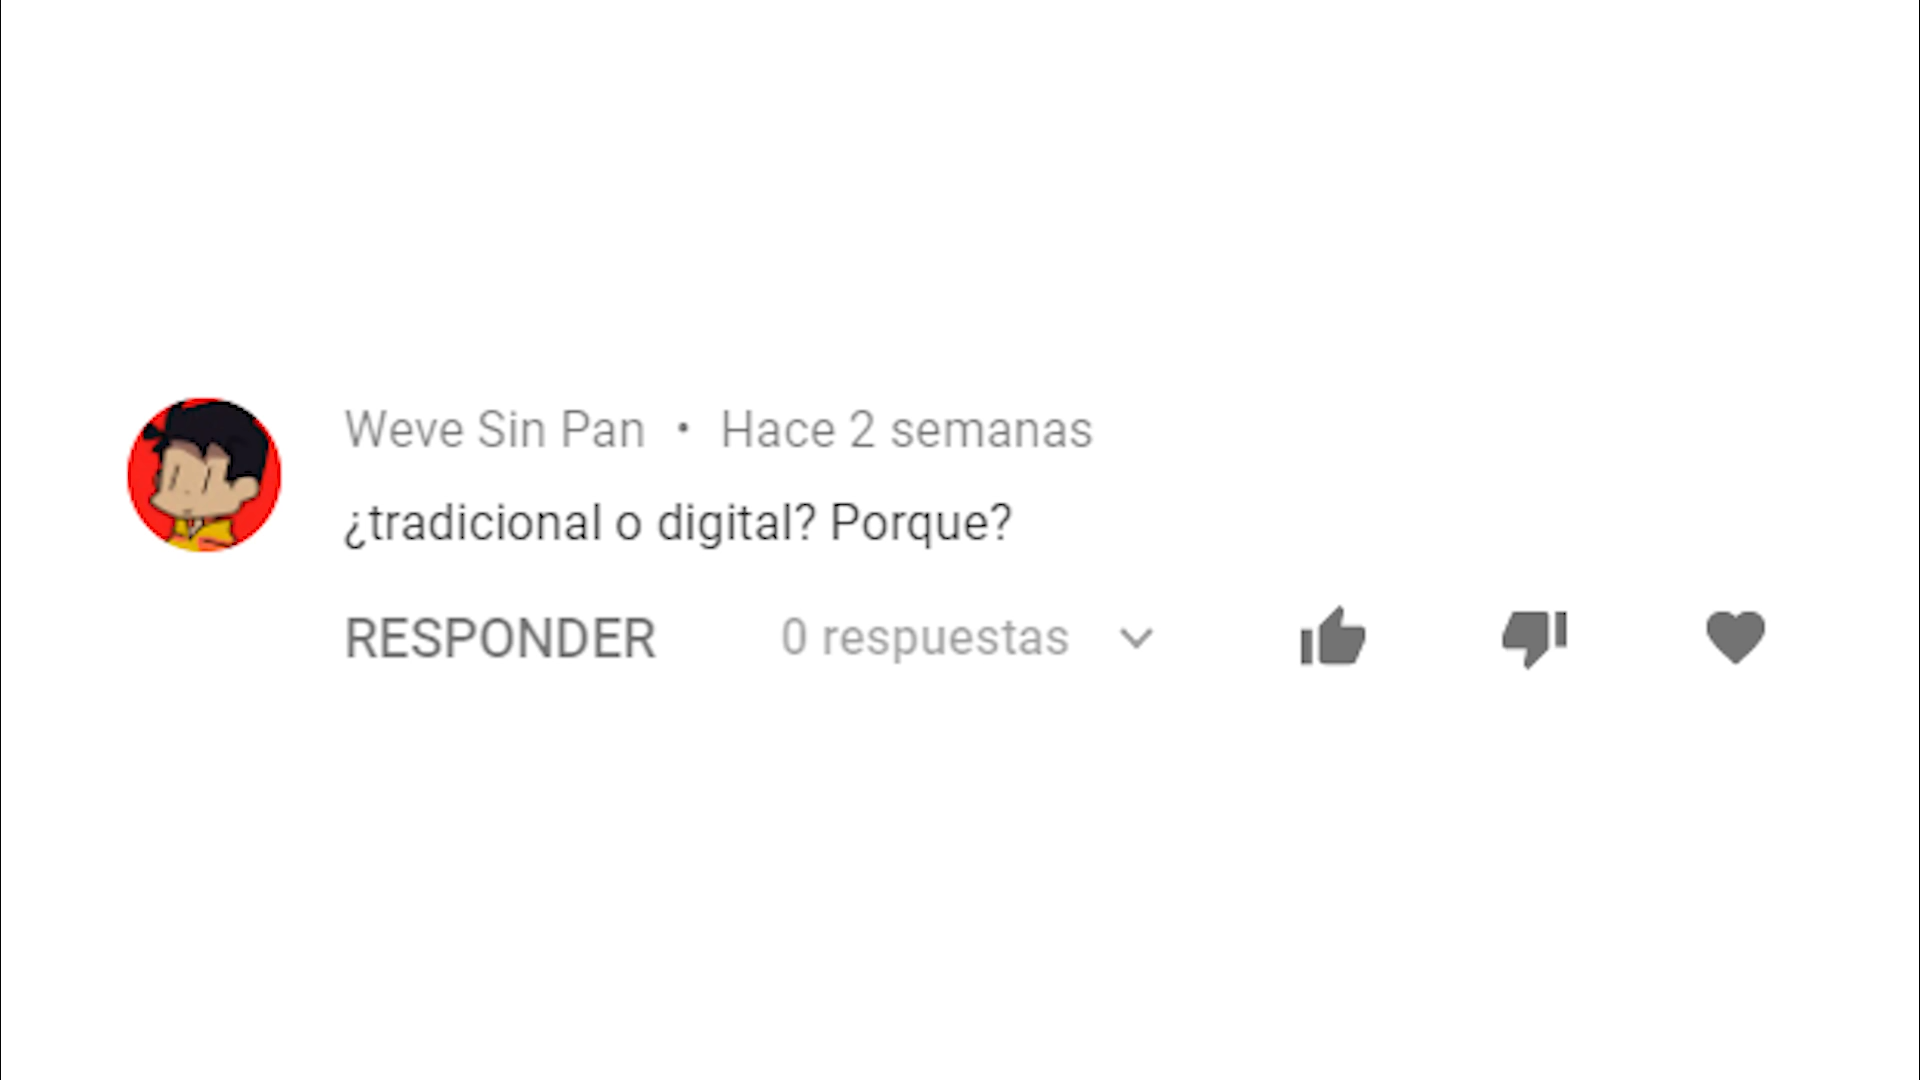 Weve Sin Pan • Hace 2 semanas
¿tradicional o digital? Porque?
RESPONDER 0 respuestas